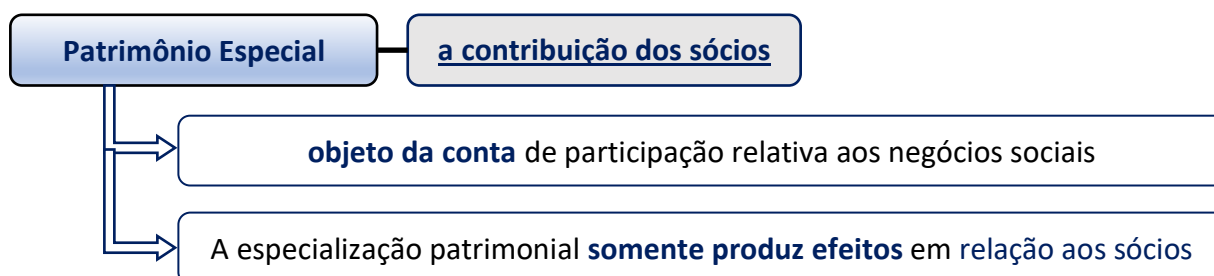 Patrimônio Especial
a contribuição dos sócios
objeto da conta de participação relativa aos negócios sociais
A especialização patrimonial somente produz efeitos em relação aos sócios